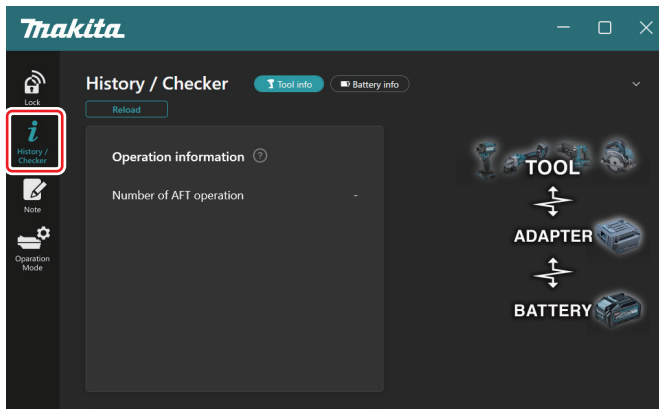 Makita
Lock
History / Checker
Tool info
Battery info
Reload
i
History /
Checker
Operation information ?
Number of AFT operation -
Note
Oparation
Mode
TOOL
ADAPTER
BATTERY